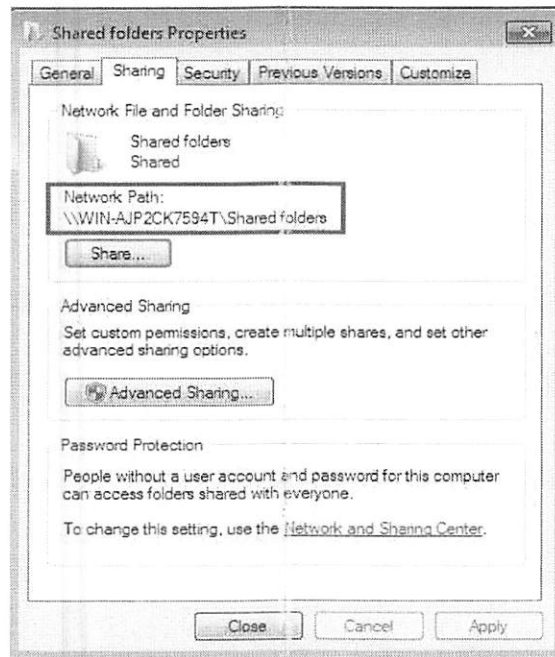 Shared folders Properties
General Sharing Security Previous Versions Customize
Network File and Folder Sharing
Shared folders
Shared
Network Path:
\\WIN-AJP2CK7594T\Shared folders
Share...
Advanced Sharing
Set custom permissions, create multiple shares, and set other
advanced sharing options.
Advanced Sharing...
Password Protection
People without a user account and password for this computer
can access folders shared with everyone.
To change this setting, use the Network and Sharing Center.
Close Cancel Apply